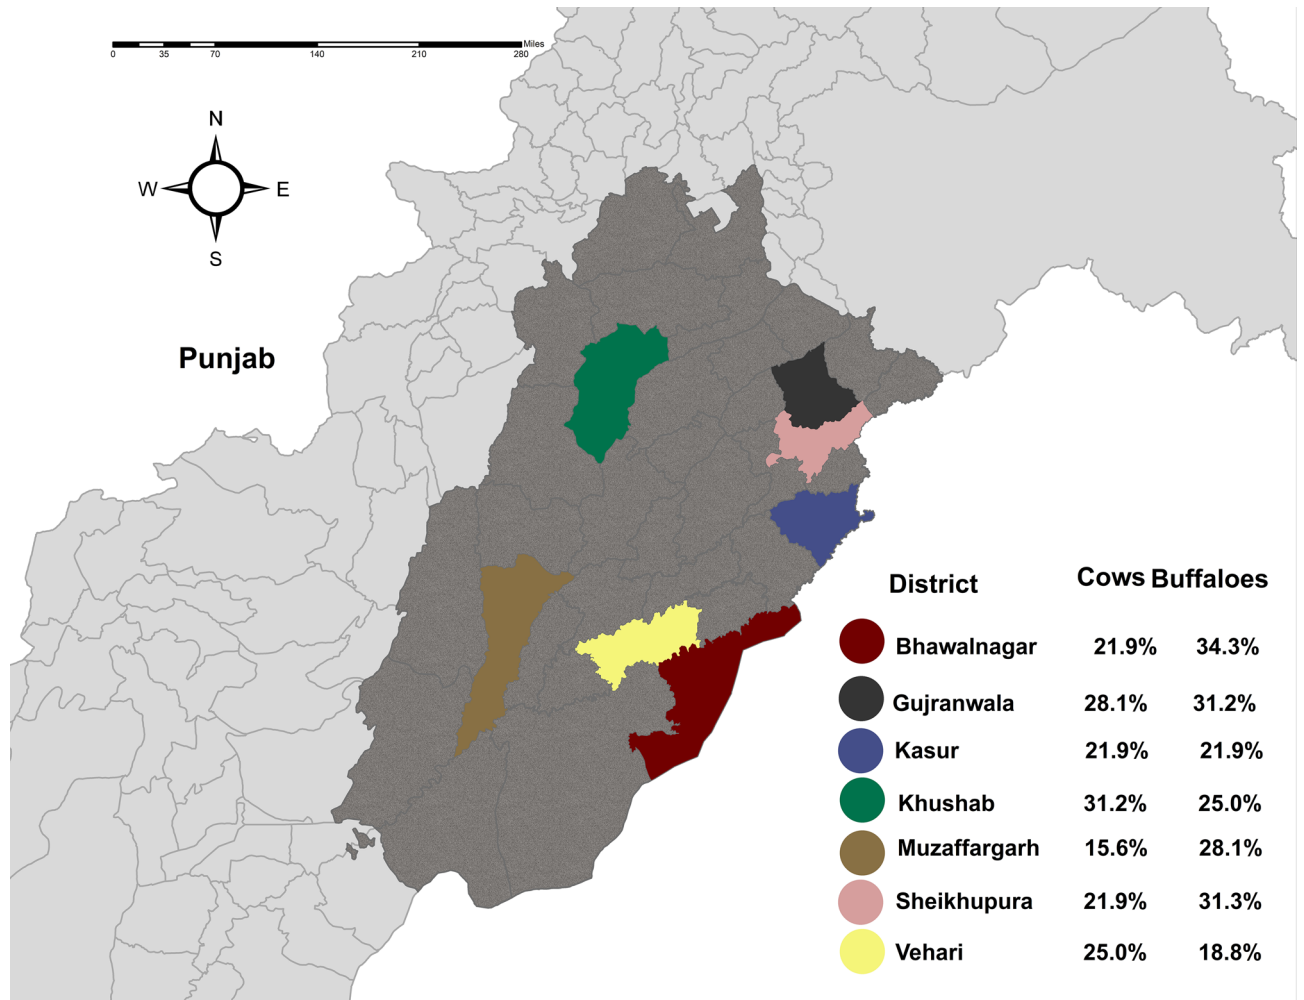 Miles
0 35 70 140 210 280
N
W E
S
Punjab
District Cows Buffaloes
Bhawalnagar 21.9% 34.3%
Gujranwala 28.1% 31.2%
Kasur 21.9% 21.9%
Khushab 31.2% 25.0%
Muzaffargarh 15.6% 28.1%
Sheikhupura 21.9% 31.3%
Vehari 25.0% 18.8%